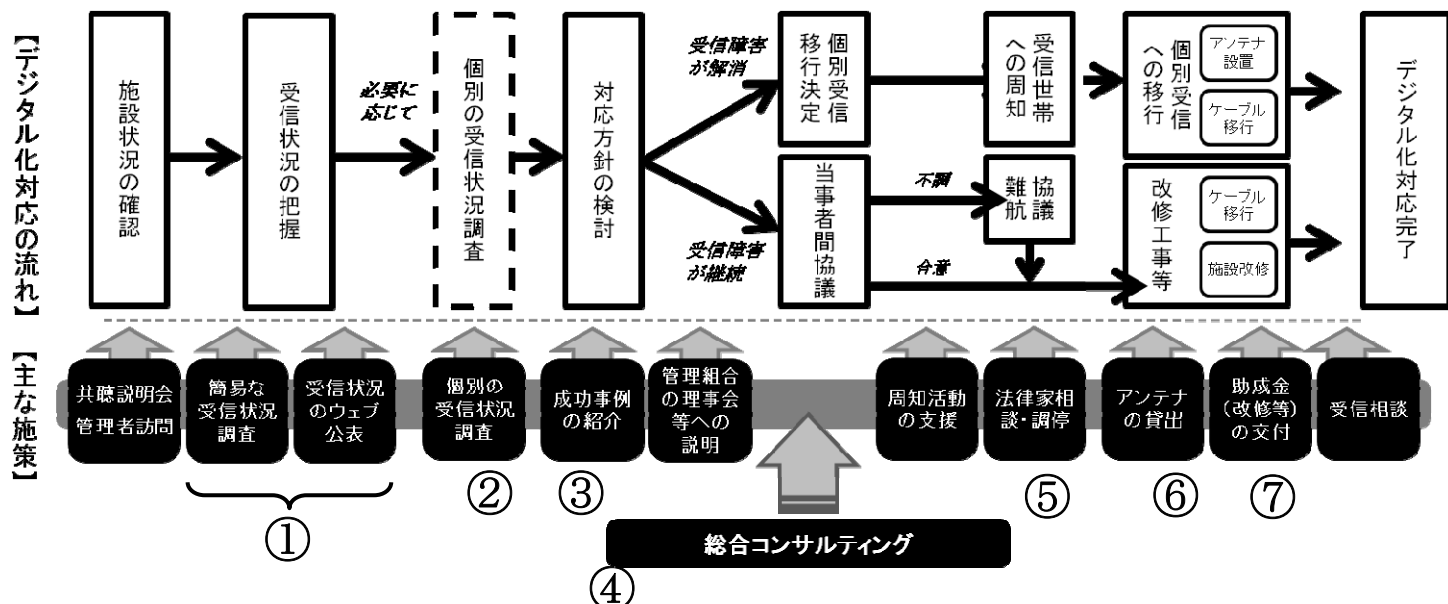 【デジタル化対応の流れ】
施設状況の確認
受信状況の把握
必要に
応じて
個別の受信状況調査
対応方針の検討
受信障害
が解消
個別受信
移行決定
受信世帯
への周知
個別受信
への移行
アンテナ
設置
ケーブル
移行
受信障害
が継続
当事者間協議
不調
協議
難航
合意
改修工事等
ケーブル
移行
施設改修
デジタル化対応完了
【主な施策】
共聴説明会
管理者訪問
簡易な
受信状況
調査
受信状況
のウェブ
公表
個別の
受信状況
調査
成功事例
の紹介
管理組合
の理事会
等への
説明
周知活動
の支援
法律家相
談・調停
アンテナ
の貸出
助成金
（改修等）
の交付
受信相談
①
②
③
④
総合コンサルティング
⑤
⑥
⑦